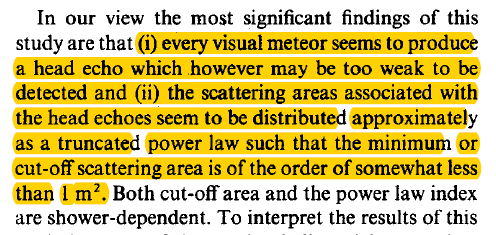 In our view the most significant findings of this
study are that (i) every visual meteor seems to produce
a head echo which however may be too weak to be
detected and (ii) the scattering areas associated with
the head echoes seem to be distributed approximately
as a truncated power law such that the minimum or
cut-off scattering area is of the order of somewhat less
than 1 m². Both cut-off area and the power law index
are shower-dependent. To interpret the results of this